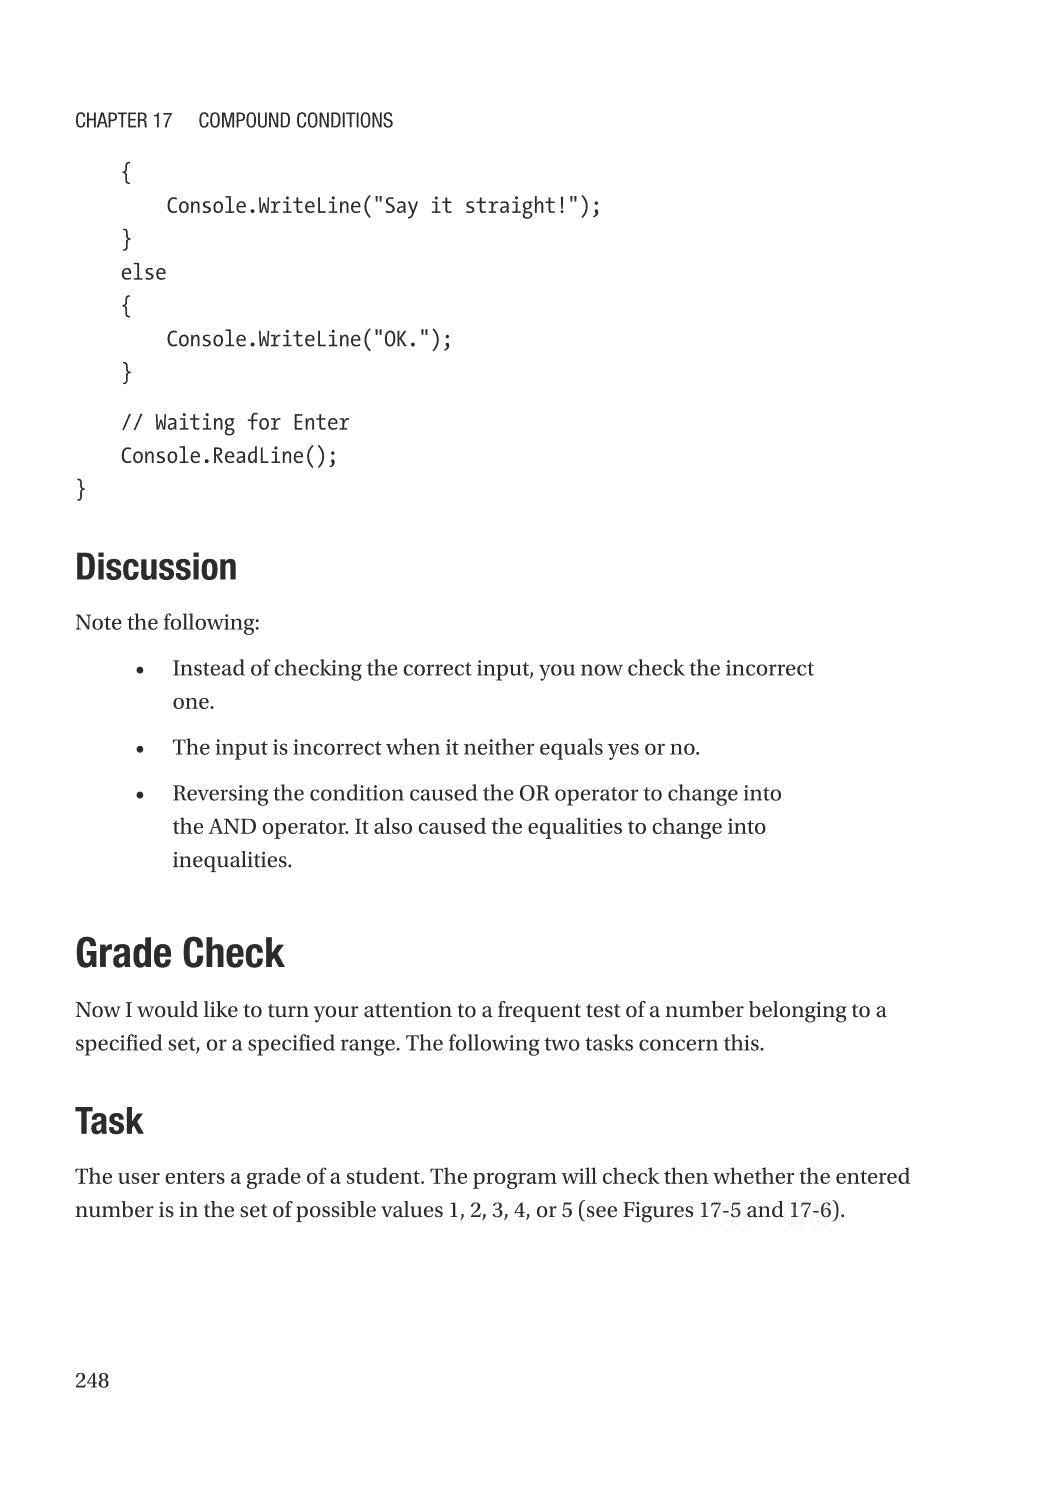 CHAPTER 17 COMPOUND CONDITIONS
{
Console.WriteLine("Say it straight!");
}
else
{
Console.WriteLine("OK.");
}
// Waiting for Enter
Console.ReadLine();
}
Discussion
Note the following:
• Instead of checking the correct input, you now check the incorrect
one.
• The input is incorrect when it neither equals yes or no.
• Reversing the condition caused the OR operator to change into
the AND operator. It also caused the equalities to change into
inequalities.
Grade Check
Now I would like to turn your attention to a frequent test of a number belonging to a
specified set, or a specified range. The following two tasks concern this.
Task
The user enters a grade of a student. The program will check then whether the entered
number is in the set of possible values 1, 2, 3, 4, or 5 (see Figures 17-5 and 17-6).
248